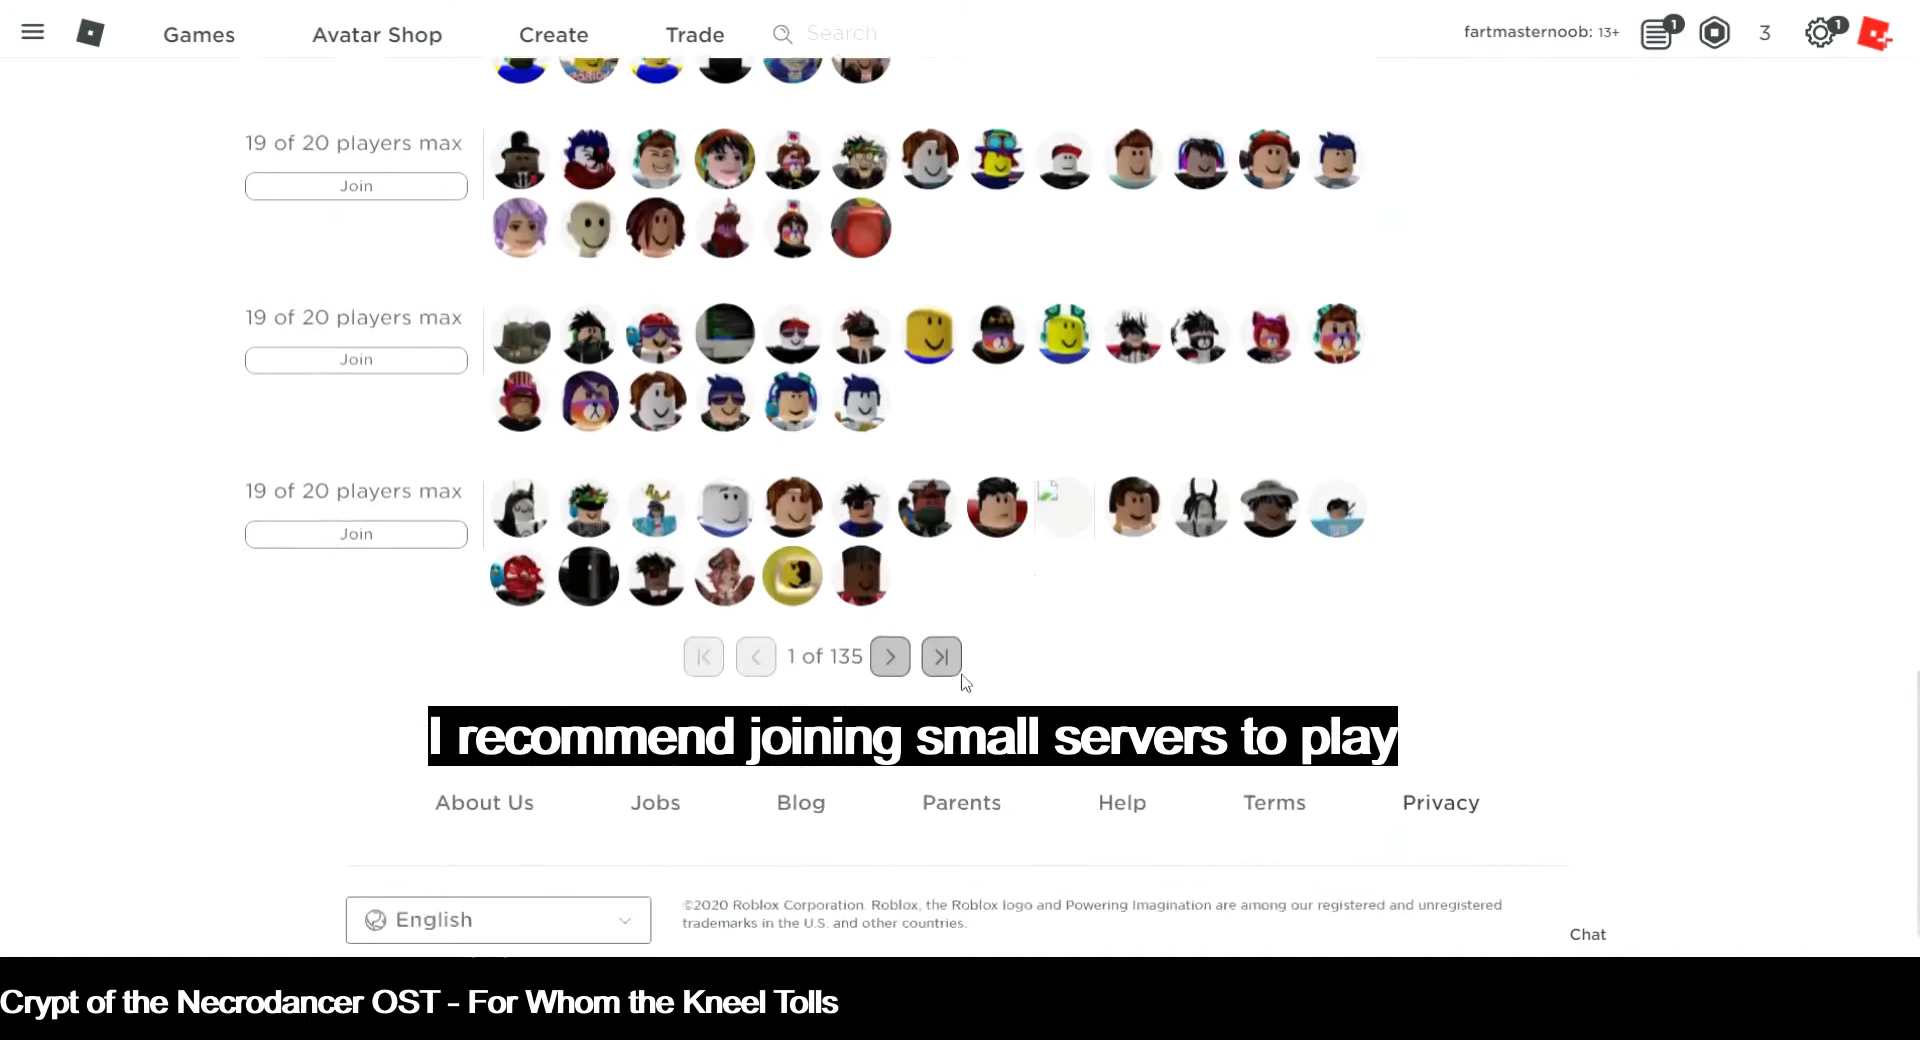 Games Avatar Shop Create Trade Search fartmasternoob: 13+ 1 3 1
19 of 20 players max
Join
19 of 20 players max
Join
19 of 20 players max
Join
1 of 135
I recommend joining small servers to play
About Us Jobs Blog Parents Help Terms Privacy
English
©2020 Roblox Corporation. Roblox, the Roblox logo and Powering Imagination are among our registered and unregistered
trademarks in the U.S. and other countries.
Chat
Crypt of the Necrodancer OST - For Whom the Kneel Tolls